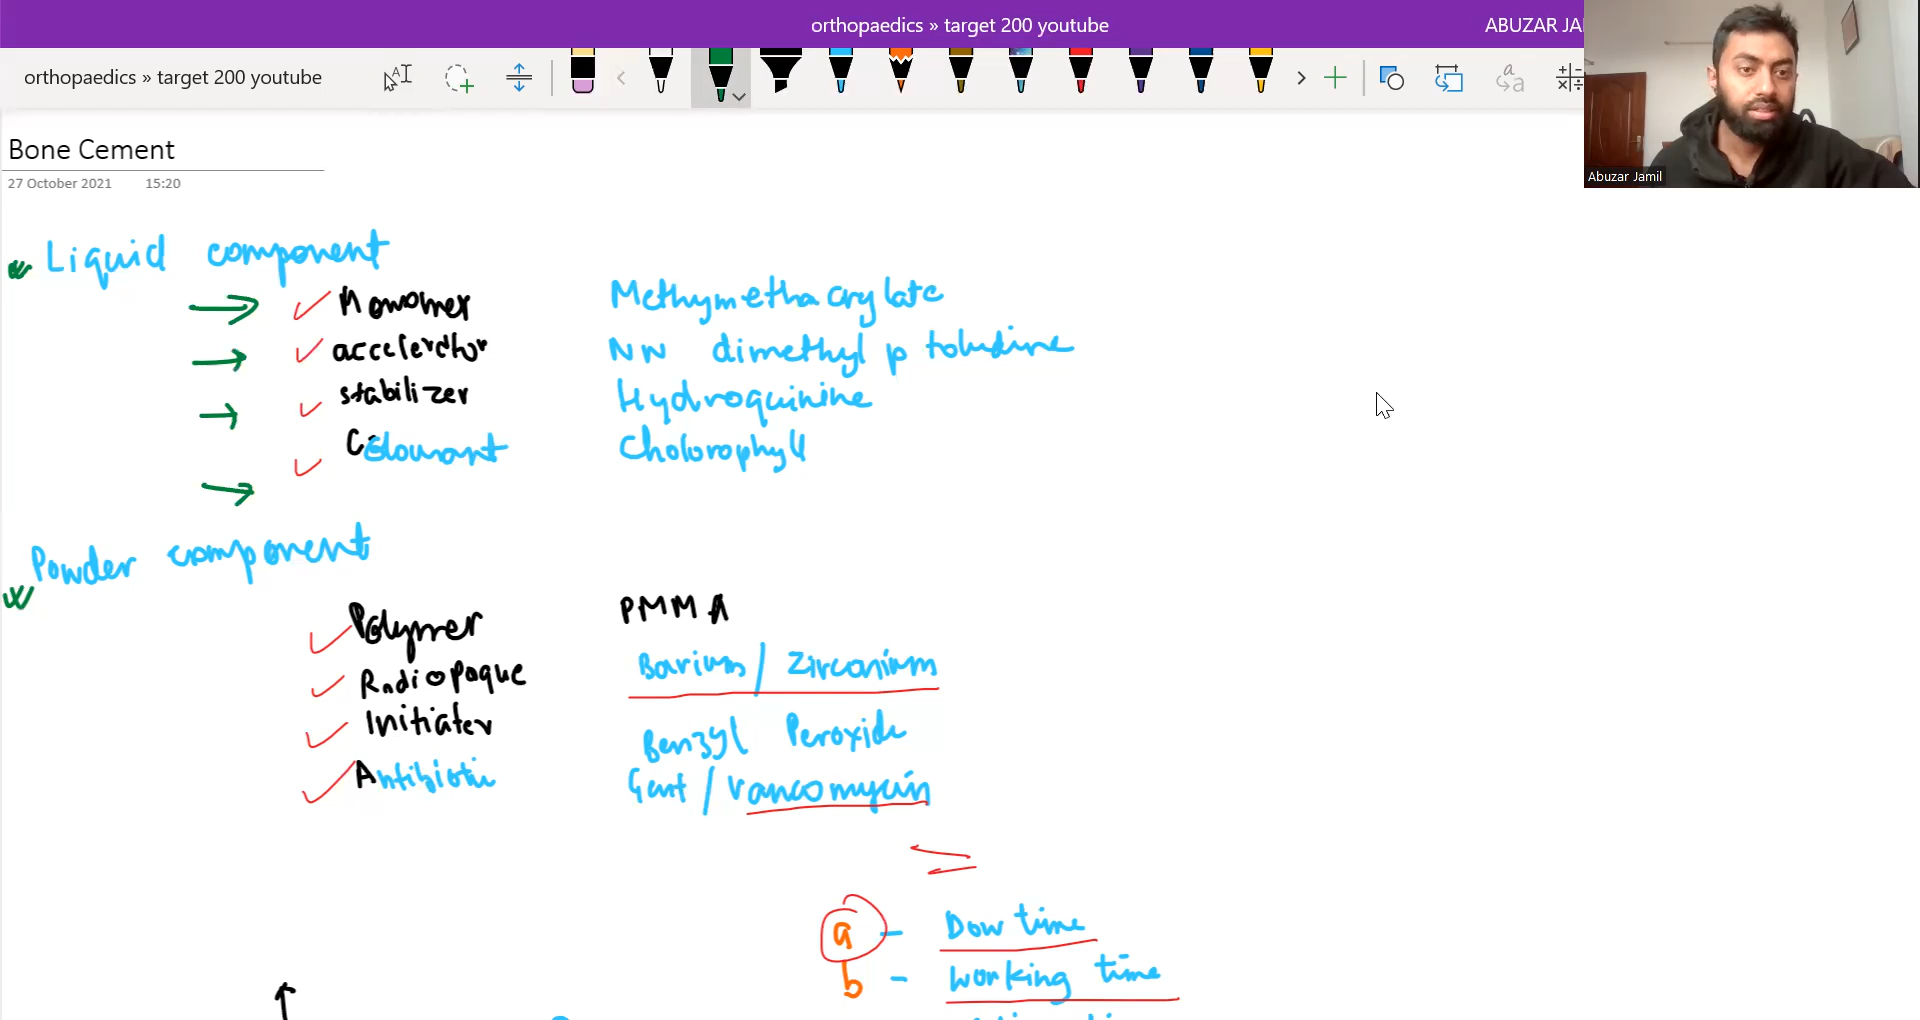 orthopaedics » target 200 youtube
ABUZAR JA
orthopaedics » target 200 youtube
Abuzar Jamil
Bone Cement
27 October 2021 15:20
Liquid component
Monomer Methymethacrylate
accelerator NN dimethyl p toludine
stabilizer Hydroquinine
Colourant Cholorophyll
Powder component
Polymer PMMA
Radiopaque Barium / Zirconium
Initiater Benzyl Peroxide
Antibiotic Gent / Vancomycin
a - Dow time
b - Working time